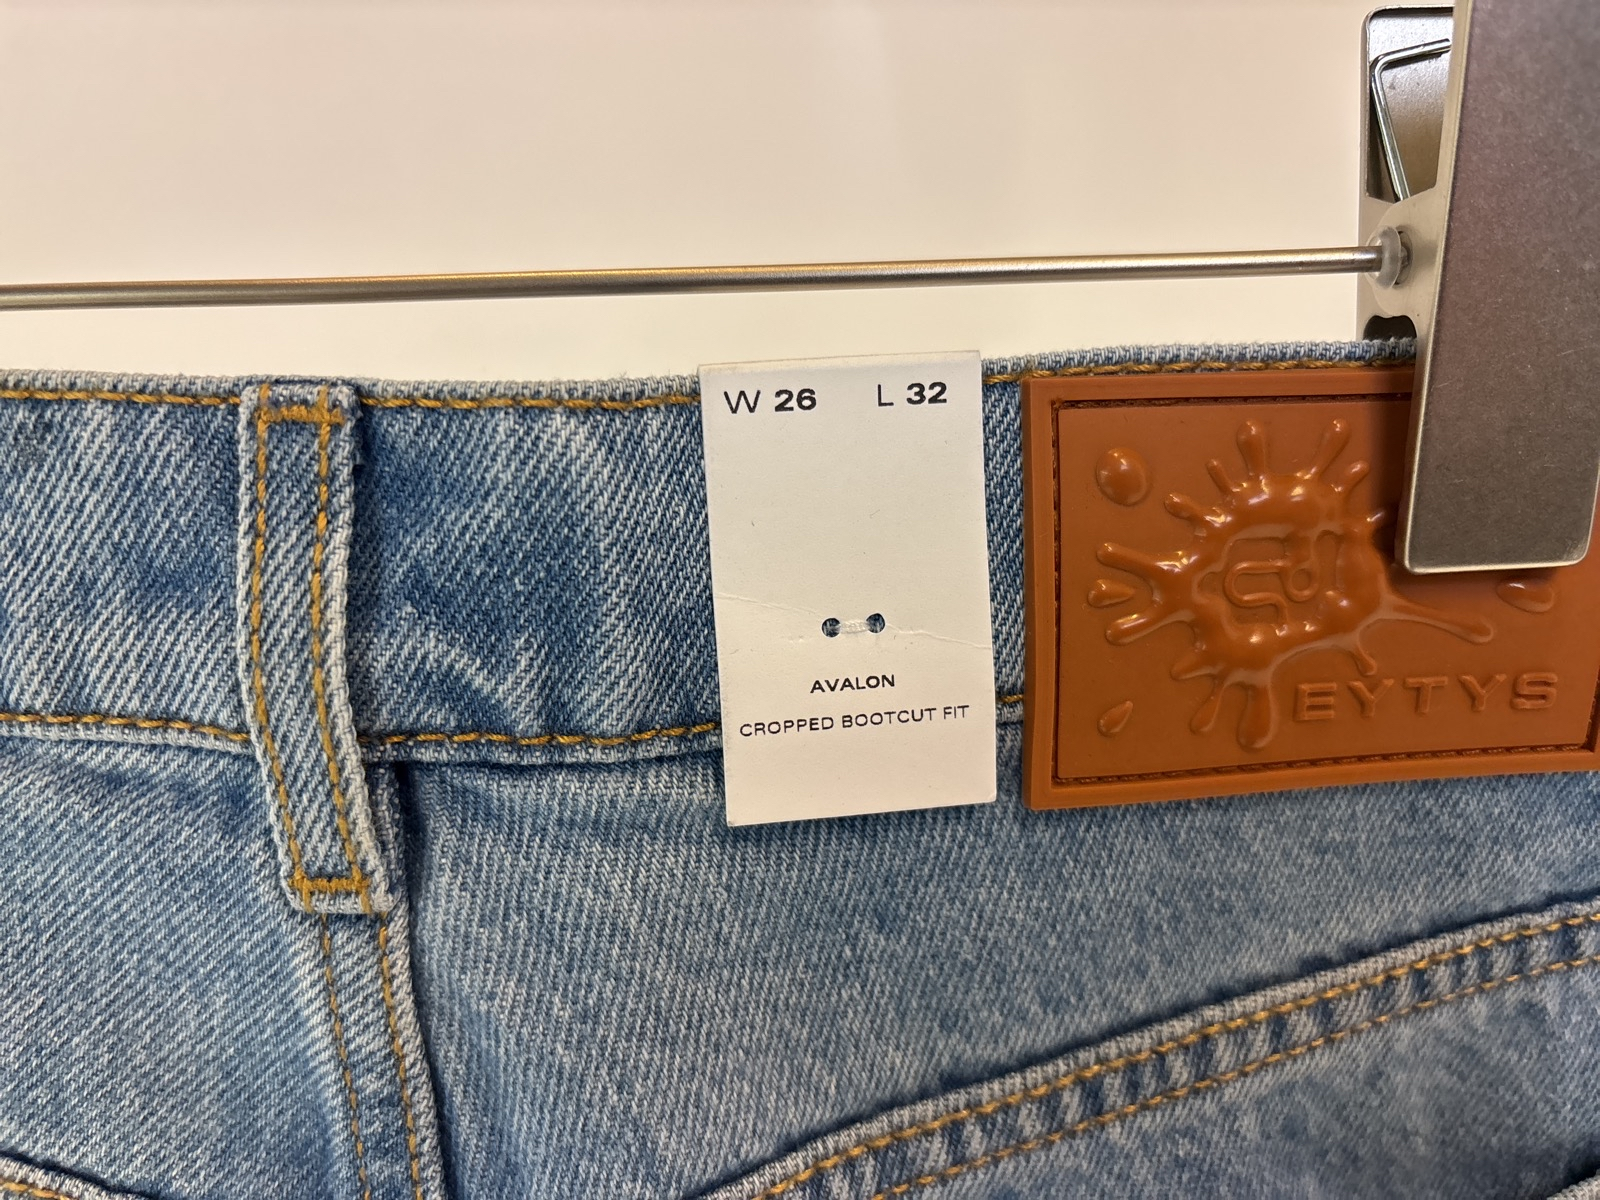 W 26 L 32
AVALON
CROPPED BOOTCUT FIT
EYTYS